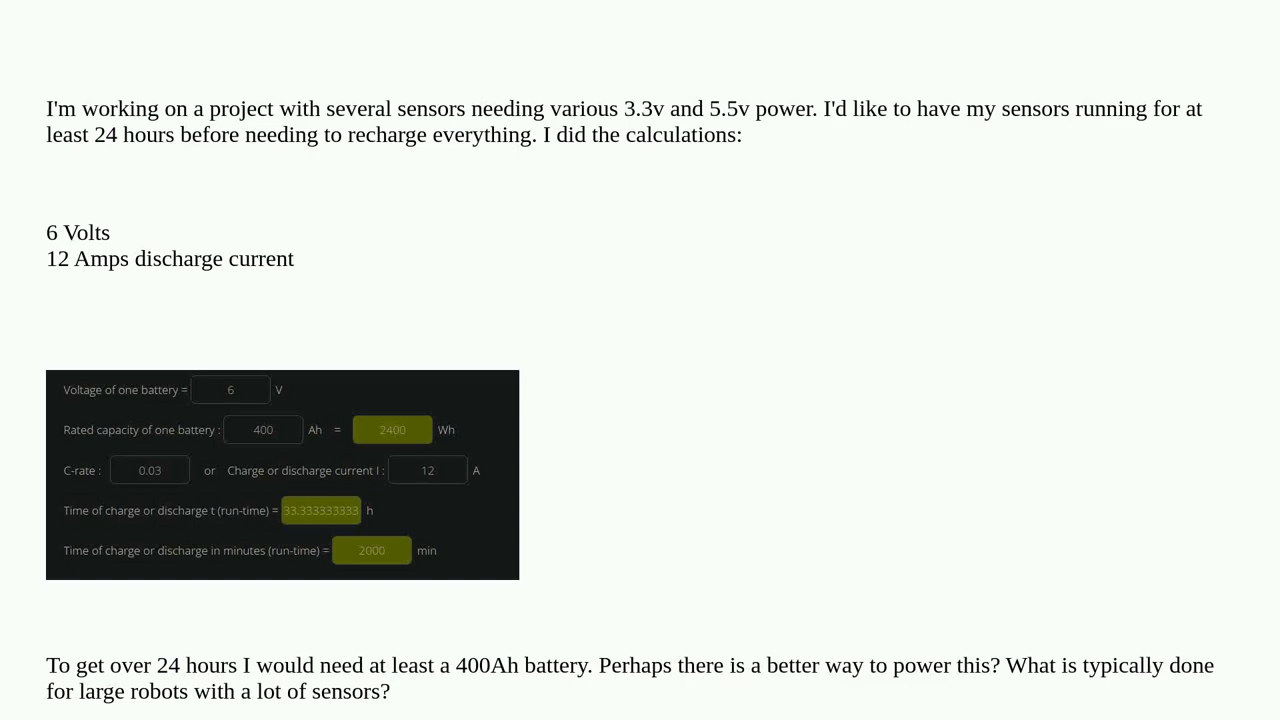 I'm working on a project with several sensors needing various 3.3v and 5.5v power. I'd like to have my sensors running for at
least 24 hours before needing to recharge everything. I did the calculations:
6 Volts
12 Amps discharge current
Voltage of one battery = 6 V
Rated capacity of one battery : 400 Ah = 2400 Wh
C-rate : 0.03 or Charge or discharge current I : 12 A
Time of charge or discharge t (run-time) = 33.333333333 h
Time of charge or discharge in minutes (run-time) = 2000 min
To get over 24 hours I would need at least a 400Ah battery. Perhaps there is a better way to power this? What is typically done
for large robots with a lot of sensors?